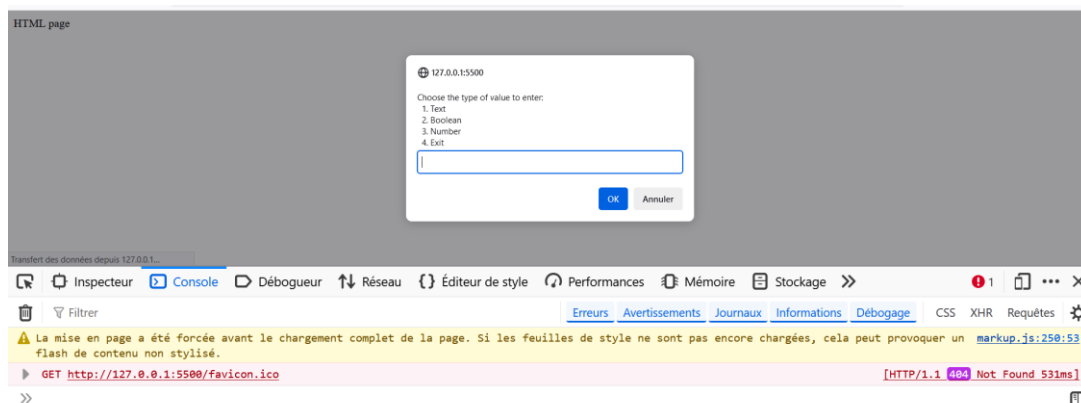 HTML page
127.0.0.1:5500
Choose the type of value to enter:
1. Text
2. Boolean
3. Number
4. Exit
OK Annuler
Transfert des données depuis 127.0.0.1...
Inspecteur Console Débogueur Réseau Éditeur de style Performances Mémoire Stockage 1
Filtrer Erreurs Avertissements Journaux Informations Débogage CSS XHR Requêtes
La mise en page a été forcée avant le chargement complet de la page. Si les feuilles de style ne sont pas encore chargées, cela peut provoquer un markup.js:250:53
flash de contenu non stylisé.
GET http://127.0.0.1:5500/favicon.ico [HTTP/1.1 404 Not Found 531ms]